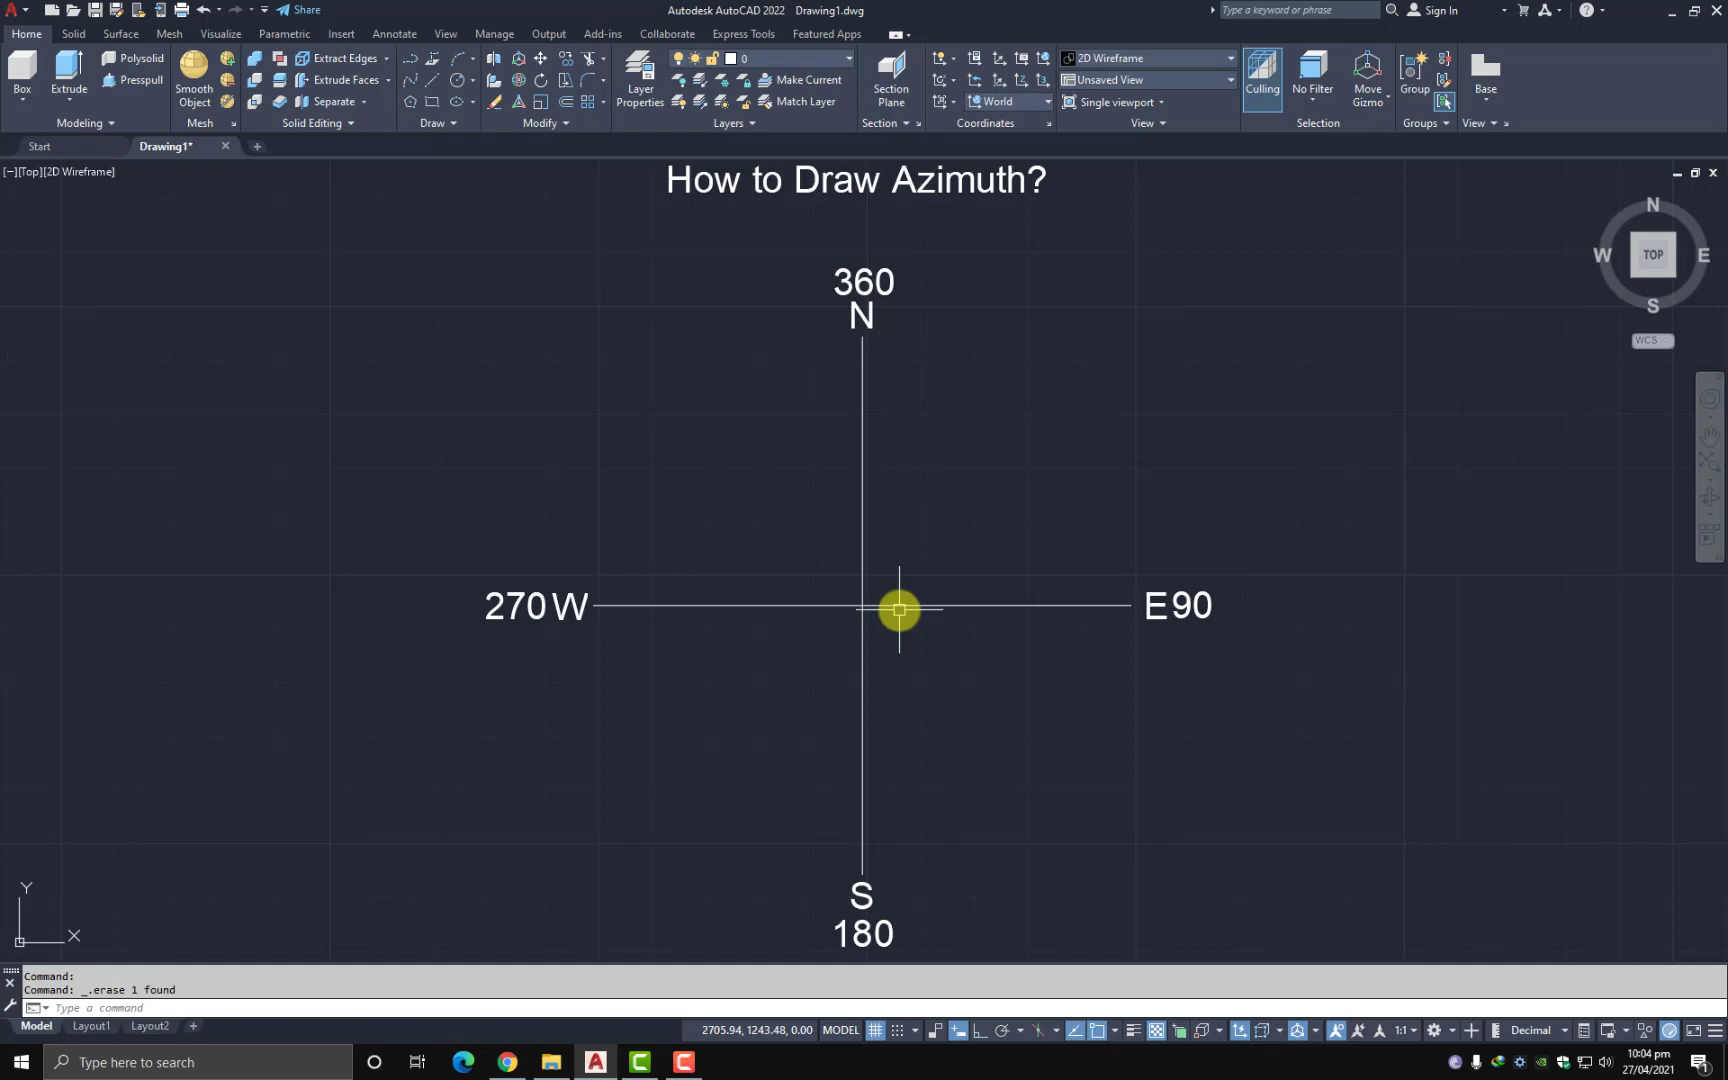 Share
Autodesk AutoCAD 2022 Drawing1.dwg
Type a keyword or phrase
Sign In
Home Solid Surface Mesh Visualize Parametric Insert Annotate View Manage Output Add-ins Collaborate Express Tools Featured Apps
Box
Extrude
Polysolid
Presspull
Smooth
Object
Extract Edges
Extrude Faces
Separate
Layer
Properties
0
Make Current
Match Layer
Section
Plane
World
2D Wireframe
Unsaved View
Single viewport
Culling
No Filter
Move
Gizmo
Group
Base
Modeling Mesh Solid Editing Draw Modify Layers Section Coordinates View Selection Groups View
Start Drawing1*
[−][Top][2D Wireframe]
How to Draw Azimuth?
N
W TOP E
S
WCS
360
N
270 W E 90
S
180
Y
X
Command:
Command: _.erase 1 found
Type a command
Model Layout1 Layout2
2705.94, 1243.48, 0.00 MODEL 1:1 Decimal
Type here to search
10:04 pm
27/04/2021
1